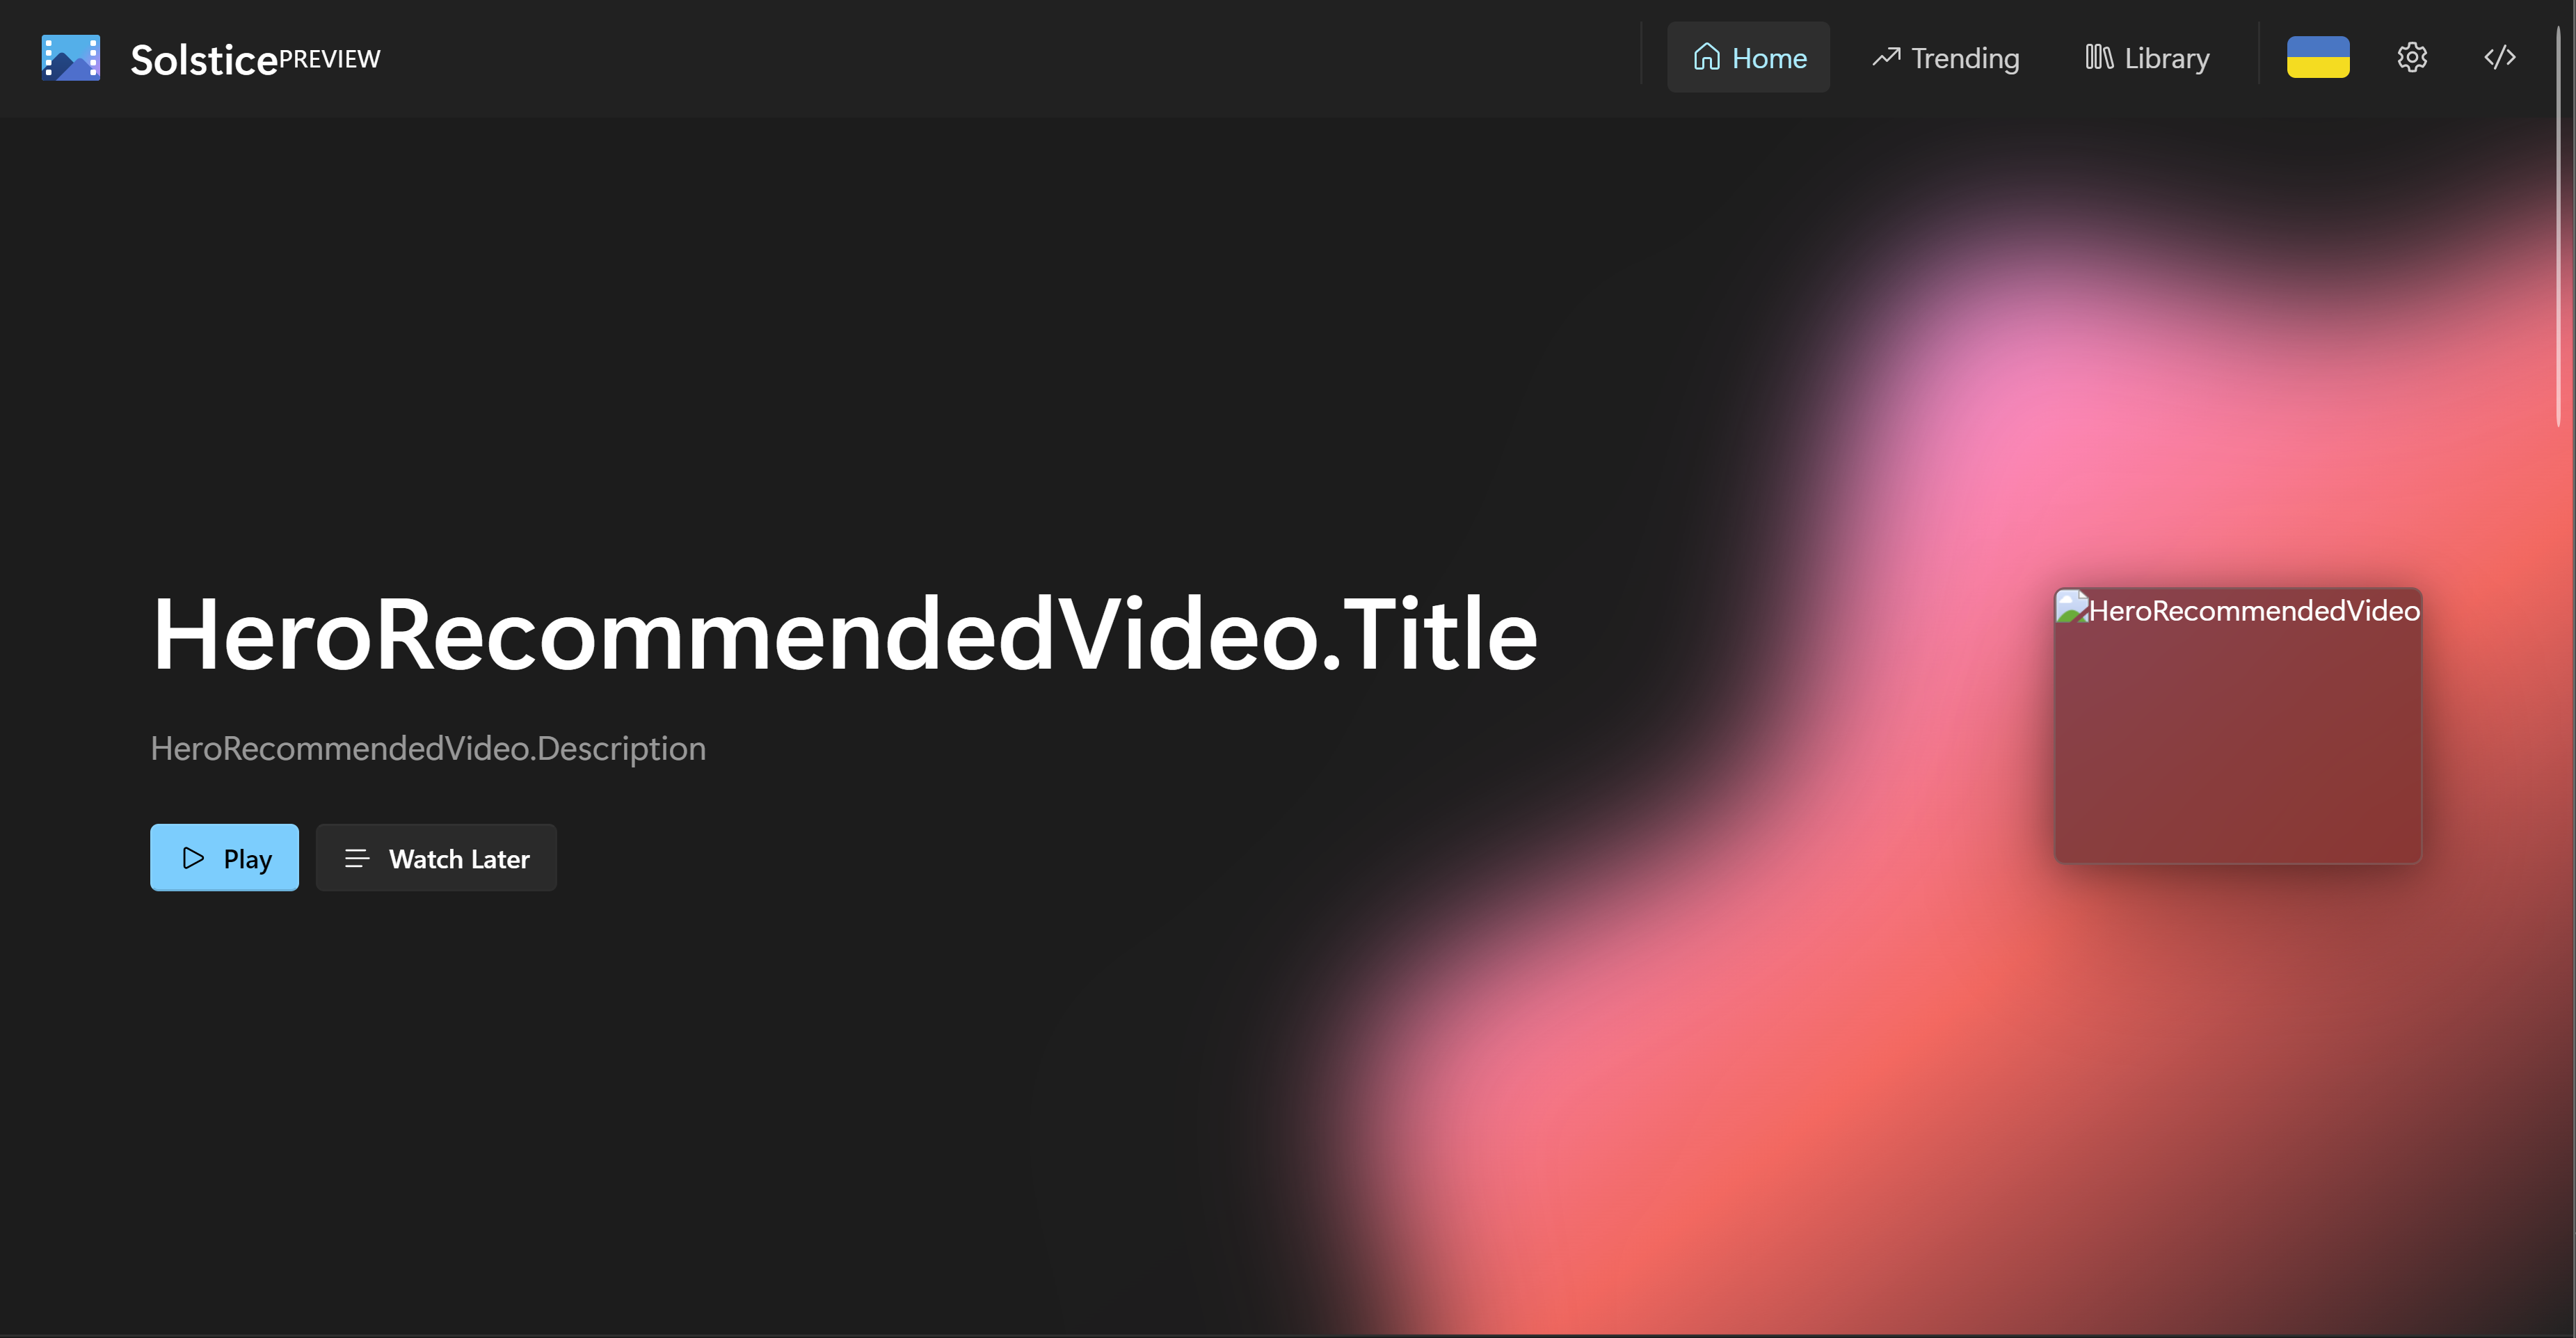 SolsticePREVIEW
Home
Trending
Library
HeroRecommendedVideo.Title
HeroRecommendedVideo
HeroRecommendedVideo.Description
Play
Watch Later